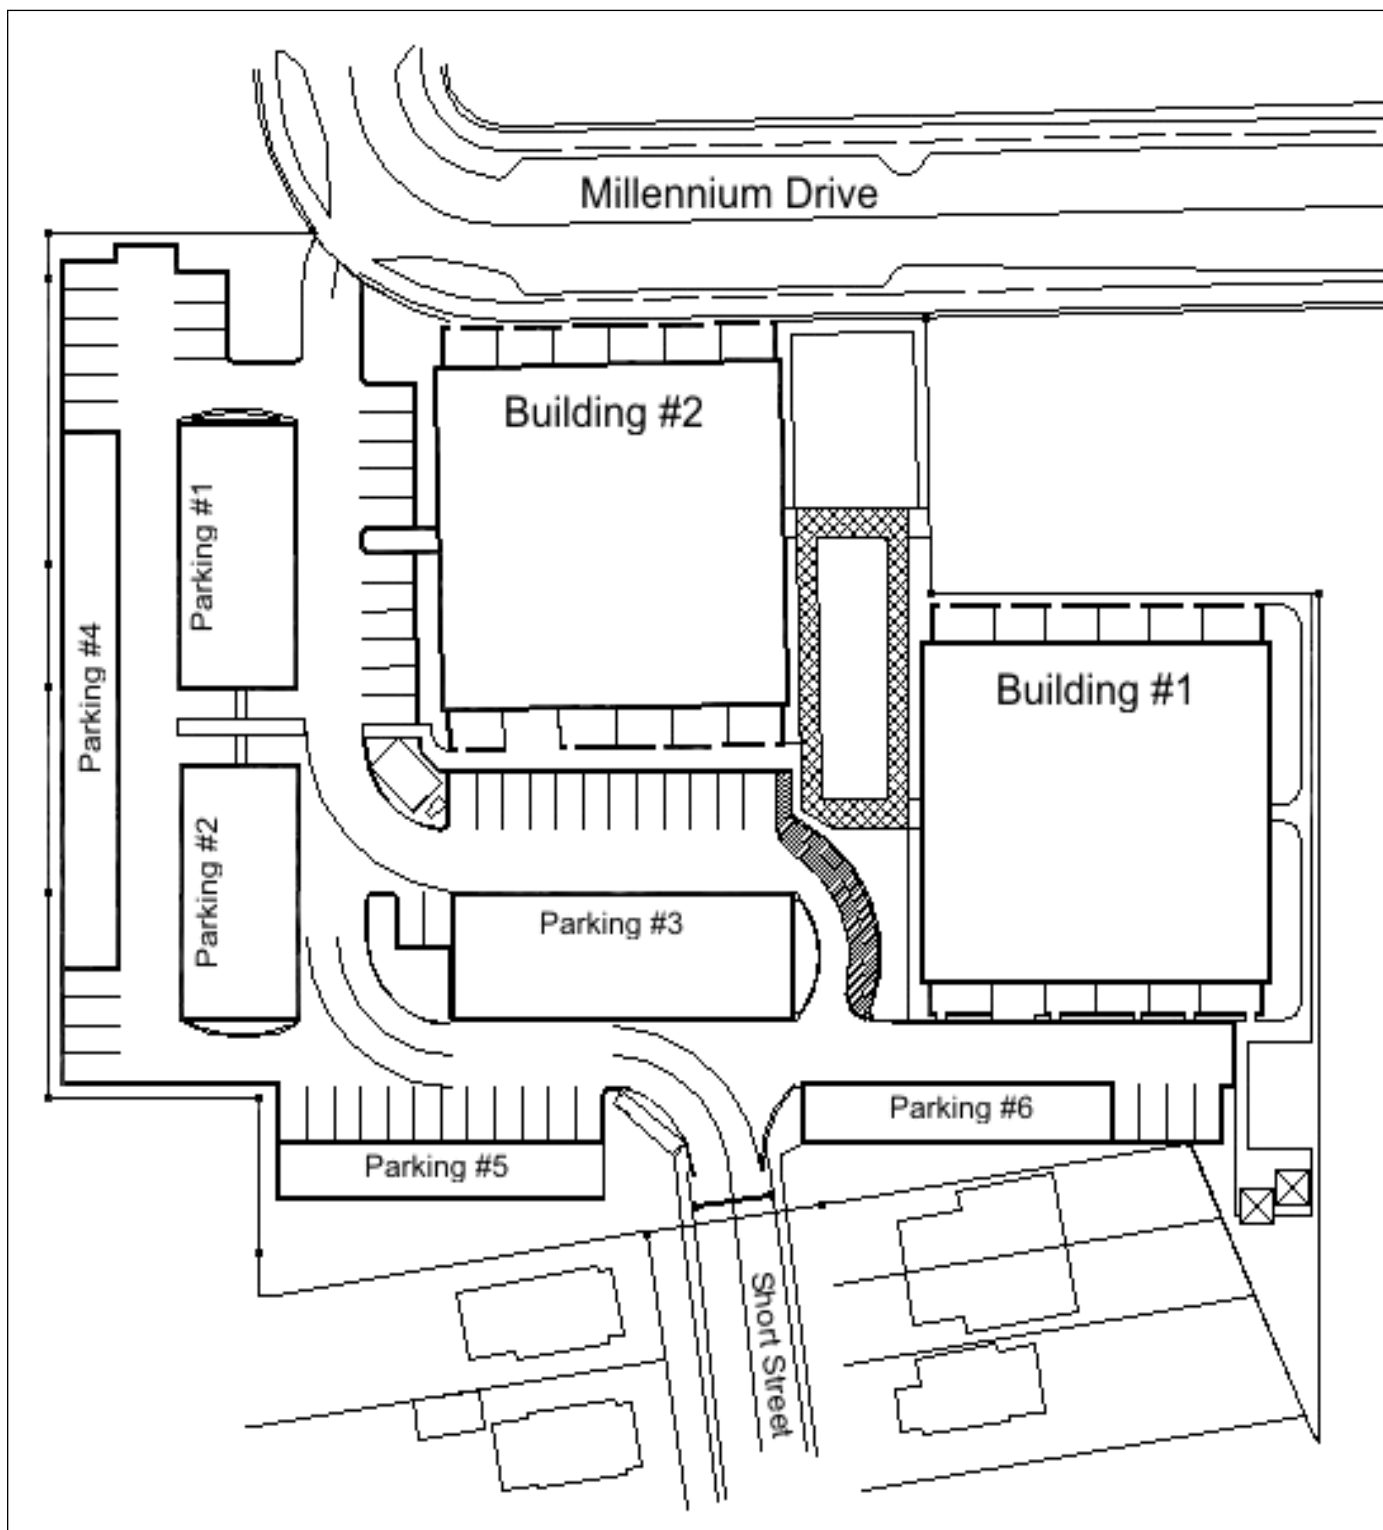 Millennium Drive
Building #2
Parking #1
Parking #4
Building #1
Parking #2
Parking #3
Parking #6
Parking #5
Short Street